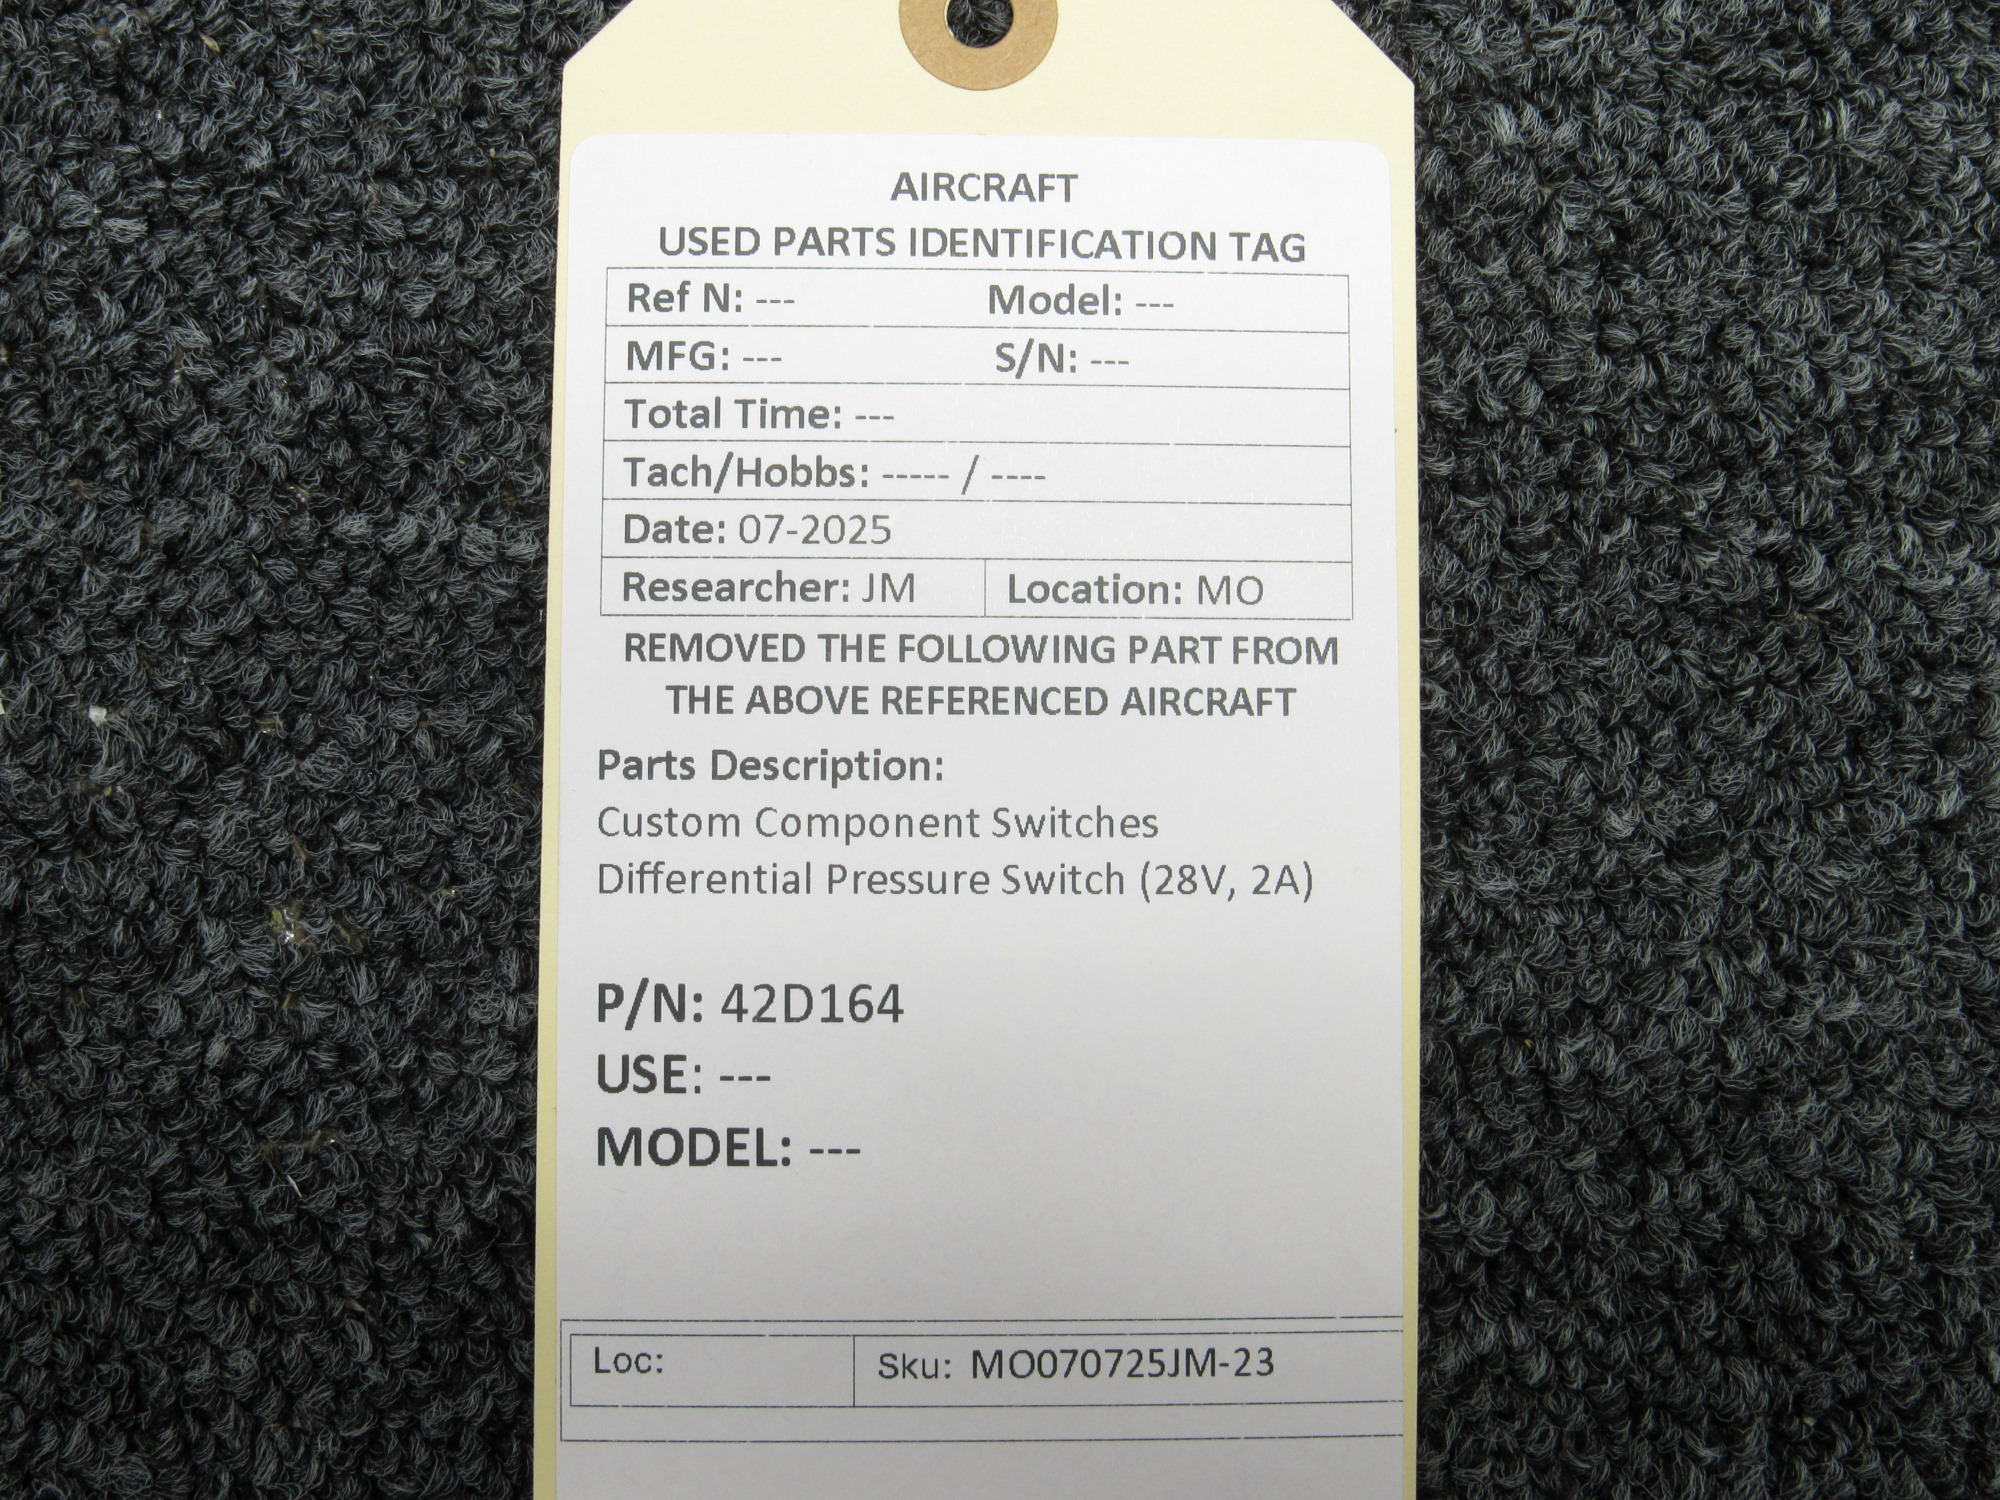 AIRCRAFT
USED PARTS IDENTIFICATION TAG
Ref N: --- Model: ---
MFG: --- S/N: ---
Total Time: ---
Tach/Hobbs: ----- / ----
Date: 07-2025
Researcher: JM Location: MO
REMOVED THE FOLLOWING PART FROM
THE ABOVE REFERENCED AIRCRAFT
Parts Description:
Custom Component Switches
Differential Pressure Switch (28V, 2A)
P/N: 42D164
USE: ---
MODEL: ---
Loc: Sku: MO070725JM-23